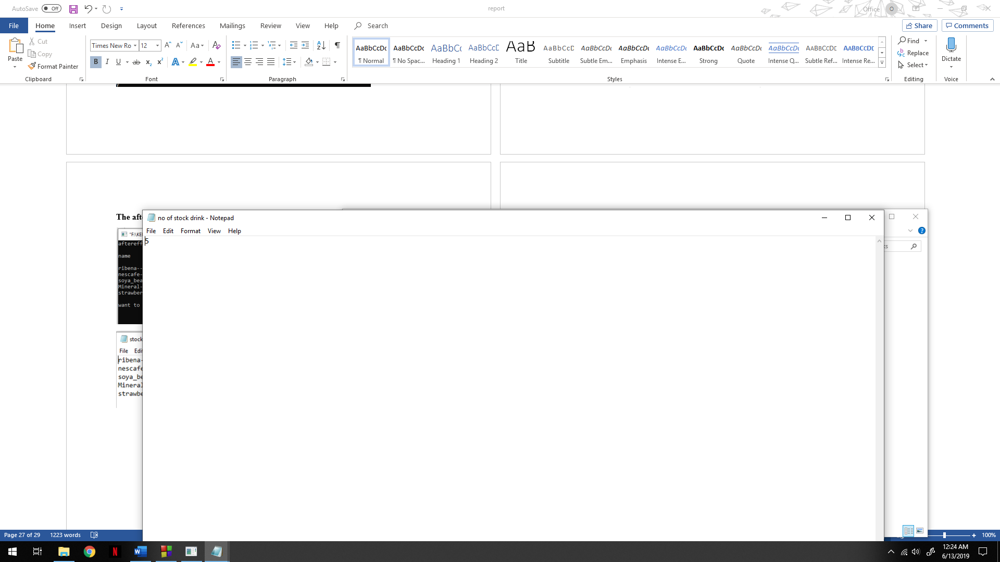 AutoSave Off
report
Office O
File Home Insert Design Layout References Mailings Review View Help Search
Share Comments
Paste
Cut
Copy
Format Painter
Clipboard
Times New Ro 12
Font
Paragraph
AaBbCcDc AaBbCcDc AaBbCc AaBbCcD AaB AaBbCcD AaBbCcDc AaBbCcDc AaBbCcDc AaBbCcDc AaBbCcDc AaBbCcDc AaBbCcDd AaBbCcDd
¶ Normal ¶ No Spac... Heading 1 Heading 2 Title Subtitle Subtle Em... Emphasis Intense E... Strong Quote Intense Q... Subtle Ref... Intense Re...
Styles
Find
Replace
Select
Editing
Dictate
Voice
The aft
no of stock drink - Notepad
File Edit Format View Help
5
"F:\KE
aftereff
name
ribena--
nescafe-
soya_bea
Mineral-
strawber
want to
stock
File Edi
ribena-
nescafe
soya_be
Mineral
strawbe
Page 27 of 29 1223 words
100%
12:24 AM
6/13/2019